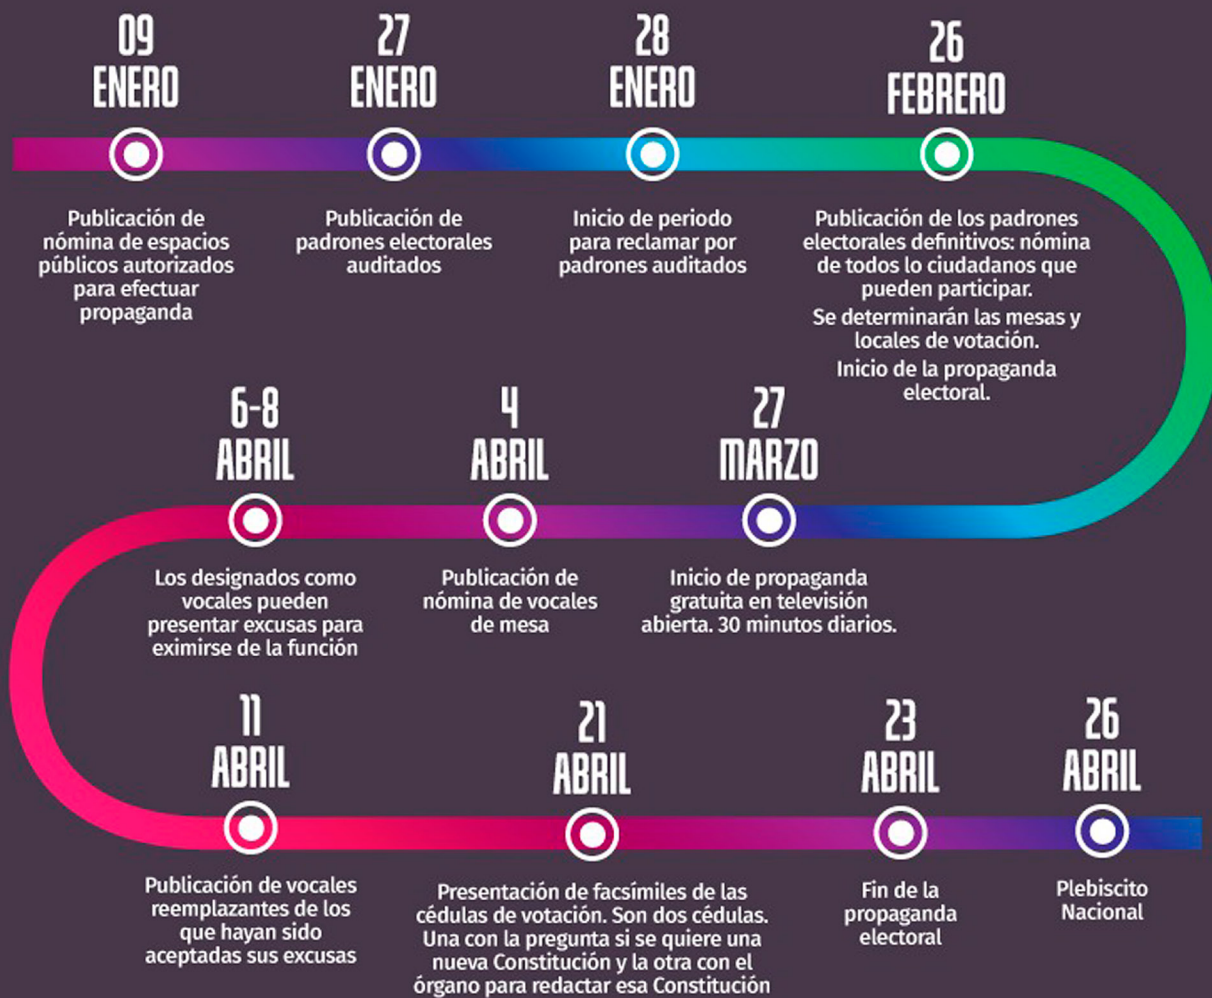 09
ENERO
Publicación de
nómina de espacios
públicos autorizados
para efectuar
propaganda
27
ENERO
Publicación de
padrones electorales
auditados
28
ENERO
Inicio de periodo
para reclamar por
padrones auditados
26
FEBRERO
Publicación de los padrones
electorales definitivos: nómina
de todos lo ciudadanos que
pueden participar.
Se determinarán las mesas y
locales de votación.
Inicio de la propaganda
electoral.
27
MARZO
Inicio de propaganda
gratuita en televisión
abierta. 30 minutos diarios.
4
ABRIL
Publicación de
nómina de vocales
de mesa
6-8
ABRIL
Los designados como
vocales pueden
presentar excusas para
eximirse de la función
11
ABRIL
Publicación de vocales
reemplazantes de los
que hayan sido
aceptadas sus excusas
21
ABRIL
Presentación de facsímiles de las
cédulas de votación. Son dos cédulas.
Una con la pregunta si se quiere una
nueva Constitución y la otra con el
órgano para redactar esa Constitución
23
ABRIL
Fin de la
propaganda
electoral
26
ABRIL
Plebiscito
Nacional